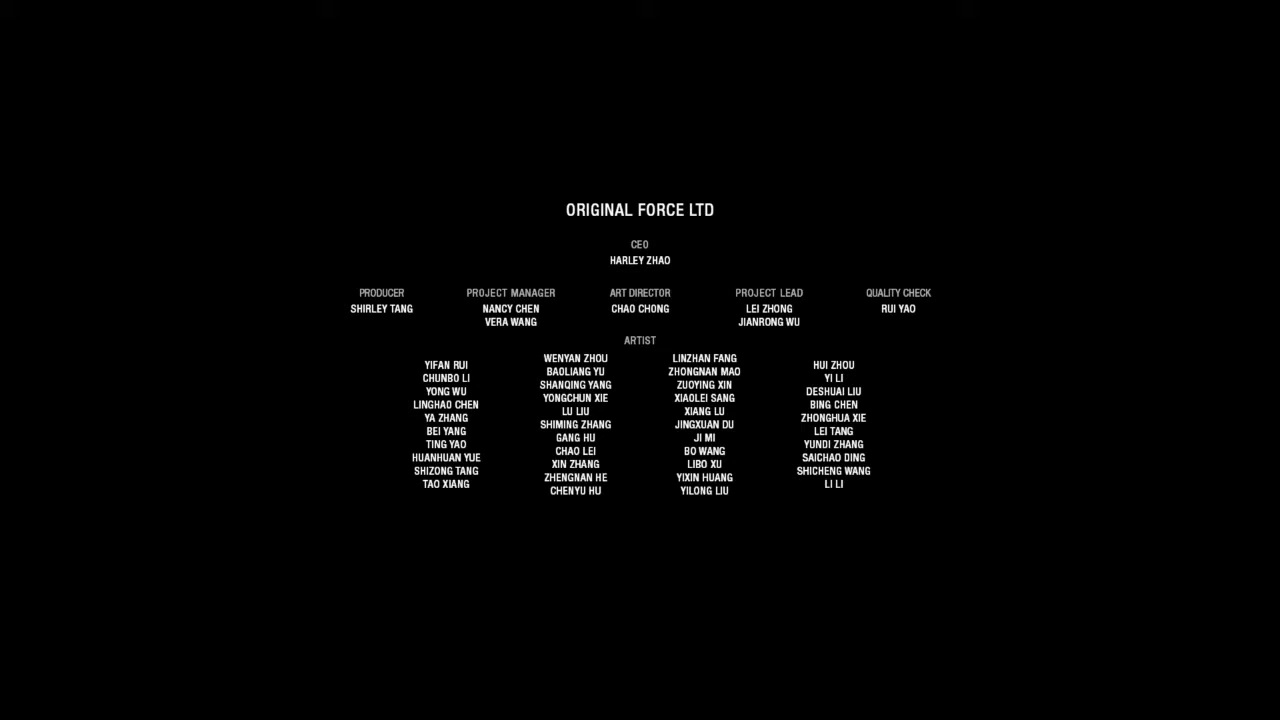 ORIGINAL FORCE LTD
CEO
HARLEY ZHAO
PRODUCER
SHIRLEY TANG
PROJECT MANAGER
NANCY CHEN
VERA WANG
ART DIRECTOR
CHAO CHONG
PROJECT LEAD
LEI ZHONG
JIANRONG WU
QUALITY CHECK
RUI YAO
ARTIST
YIFAN RUI
CHUNBO LI
YONG WU
LINGHAO CHEN
YA ZHANG
BEI YANG
TING YAO
HUANHUAN YUE
SHIZONG TANG
TAO XIANG
WENYAN ZHOU
BAOLIANG YU
SHANQING YANG
YONGCHUN XIE
LU LIU
SHIMING ZHANG
GANG HU
CHAO LEI
XIN ZHANG
ZHENGNAN HE
CHENYU HU
LINZHAN FANG
ZHONGNAN MAO
ZUOYING XIN
XIAOLEI SANG
XIANG LU
JINGXUAN DU
JI MI
BO WANG
LIBO XU
YIXIN HUANG
YILONG LIU
HUI ZHOU
YI LI
DESHUAI LIU
BING CHEN
ZHONGHUA XIE
LEI TANG
YUNDI ZHANG
SAICHAO DING
SHICHENG WANG
LI LI